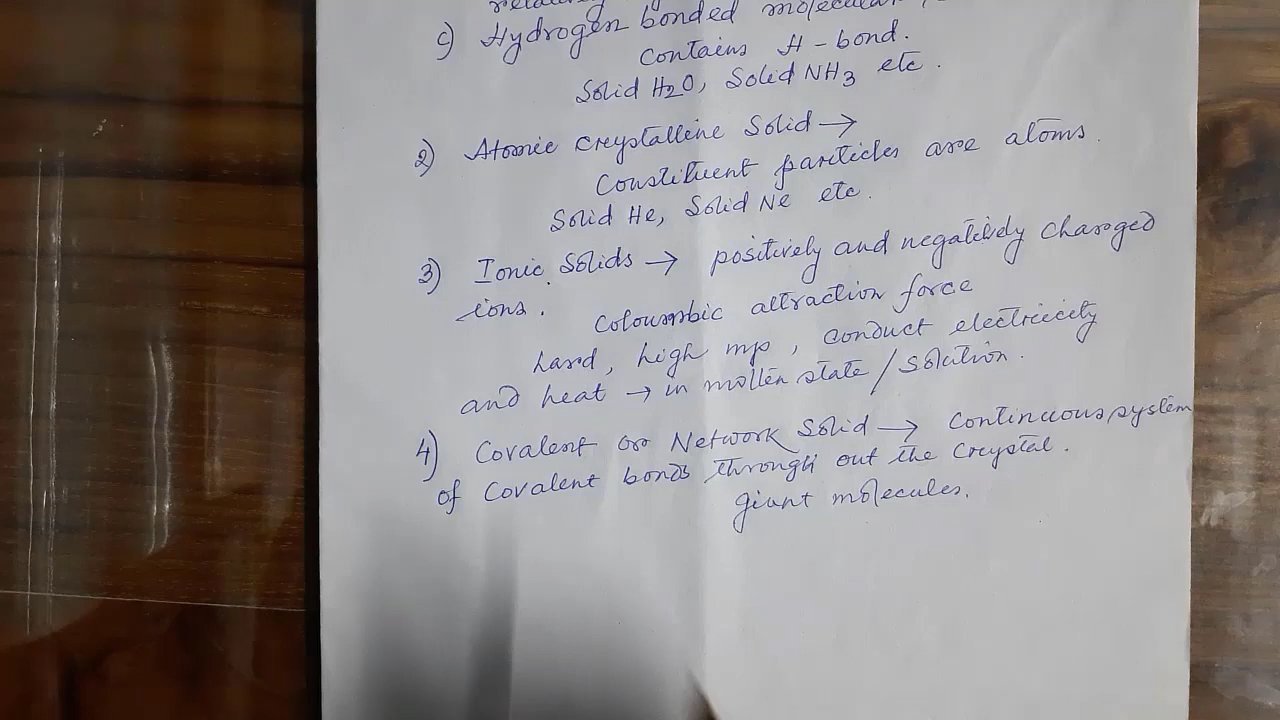 c) Hydrogen bonded molecular
Contains H-bond.
Solid H2O, Solid NH3 etc.
2) Atomic Crystalline Solid →
Constituent particles are atoms.
Solid He, Solid Ne etc.
3) Ionic Solids → positively and negatively charged
ions.
Coloumbic attraction force
hard, high mp, conduct electricity
and heat → in molten state/solution.
4) Covalent or Network Solid → Continuous system
of Covalent bonds through out the Crystal.
giant molecules.